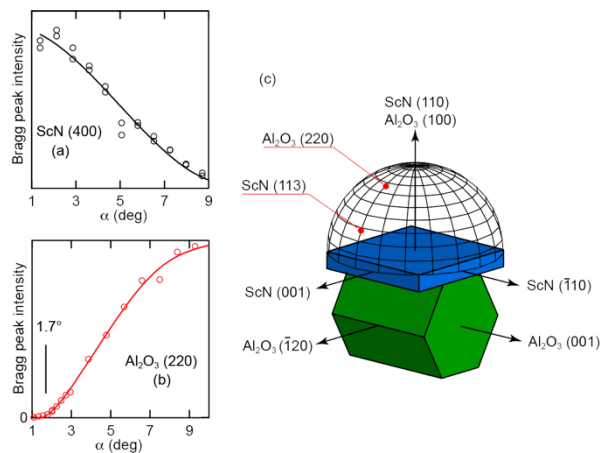 (a)
Bragg peak intensity
ScN (400)
(a)
1 3 5 7 9
α (deg)
(b)
Bragg peak intensity
1.7°
Al₂O₃ (220)
(b)
0
1 3 5 7 9
α (deg)
(c)
ScN (110)
Al₂O₃ (100)
Al₂O₃ (220)
ScN (113)
ScN (001)
ScN (1̅10)
Al₂O₃ (1̅20)
Al₂O₃ (001)